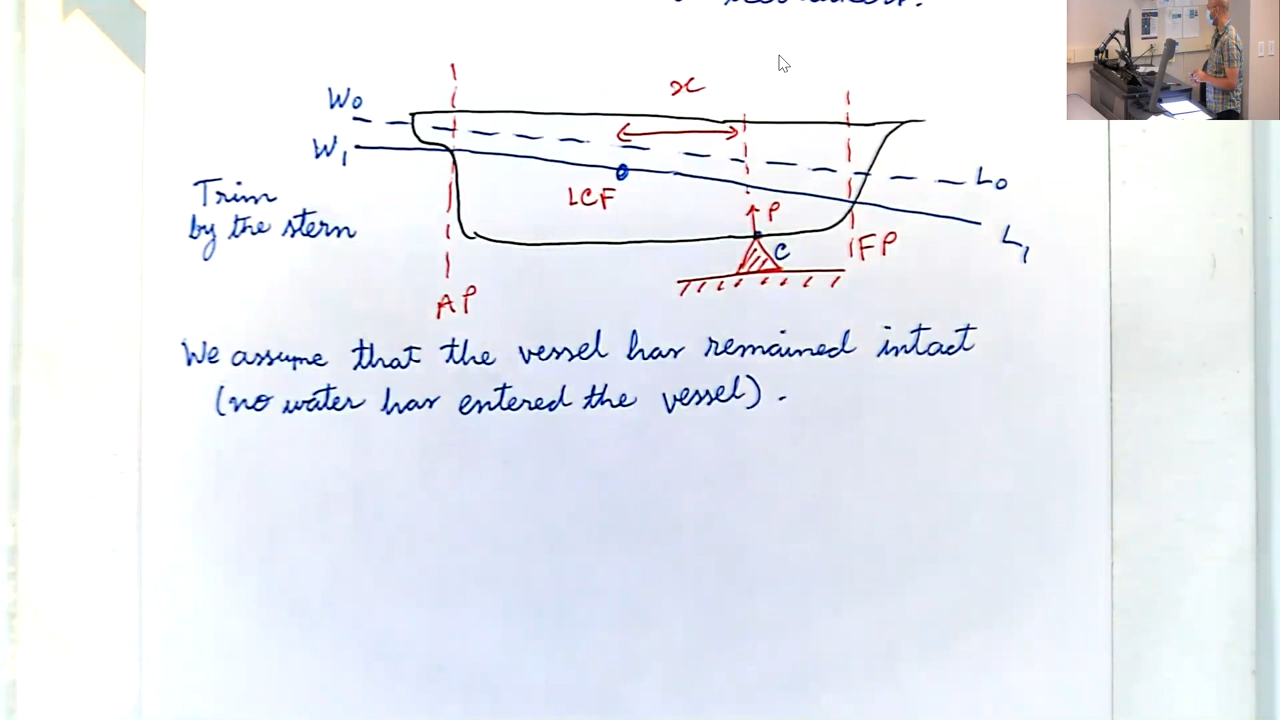 x
W₀
W₁
L₀
Trim
by the stern
LCF
P
C
FP
L₁
AP
We assume that the vessel has remained intact
(no water has entered the vessel).